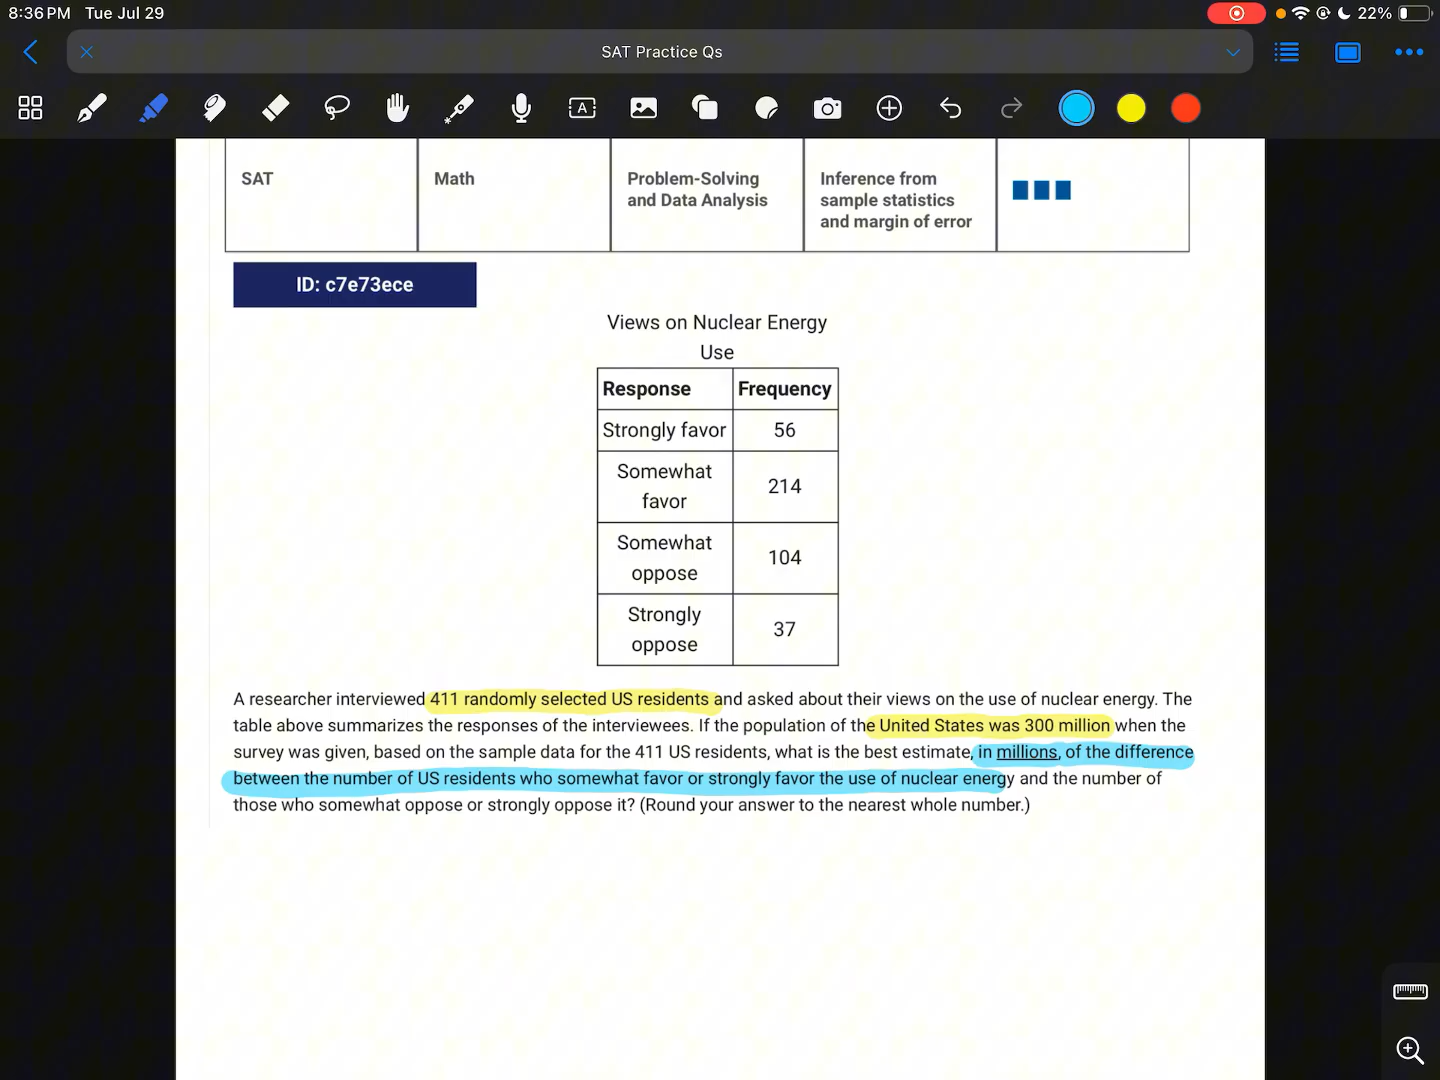 8:36 PM Tue Jul 29
22%
SAT Practice Qs
A
SAT
Math
Problem-Solving
and Data Analysis
Inference from
sample statistics
and margin of error
ID: c7e73ece
Views on Nuclear Energy
Use
Response Frequency
Strongly favor 56
Somewhat
favor
214
Somewhat
oppose
104
Strongly
oppose
37
A researcher interviewed 411 randomly selected US residents and asked about their views on the use of nuclear energy. The
table above summarizes the responses of the interviewees. If the population of the United States was 300 million when the
survey was given, based on the sample data for the 411 US residents, what is the best estimate, in millions, of the difference
between the number of US residents who somewhat favor or strongly favor the use of nuclear energy and the number of
those who somewhat oppose or strongly oppose it? (Round your answer to the nearest whole number.)